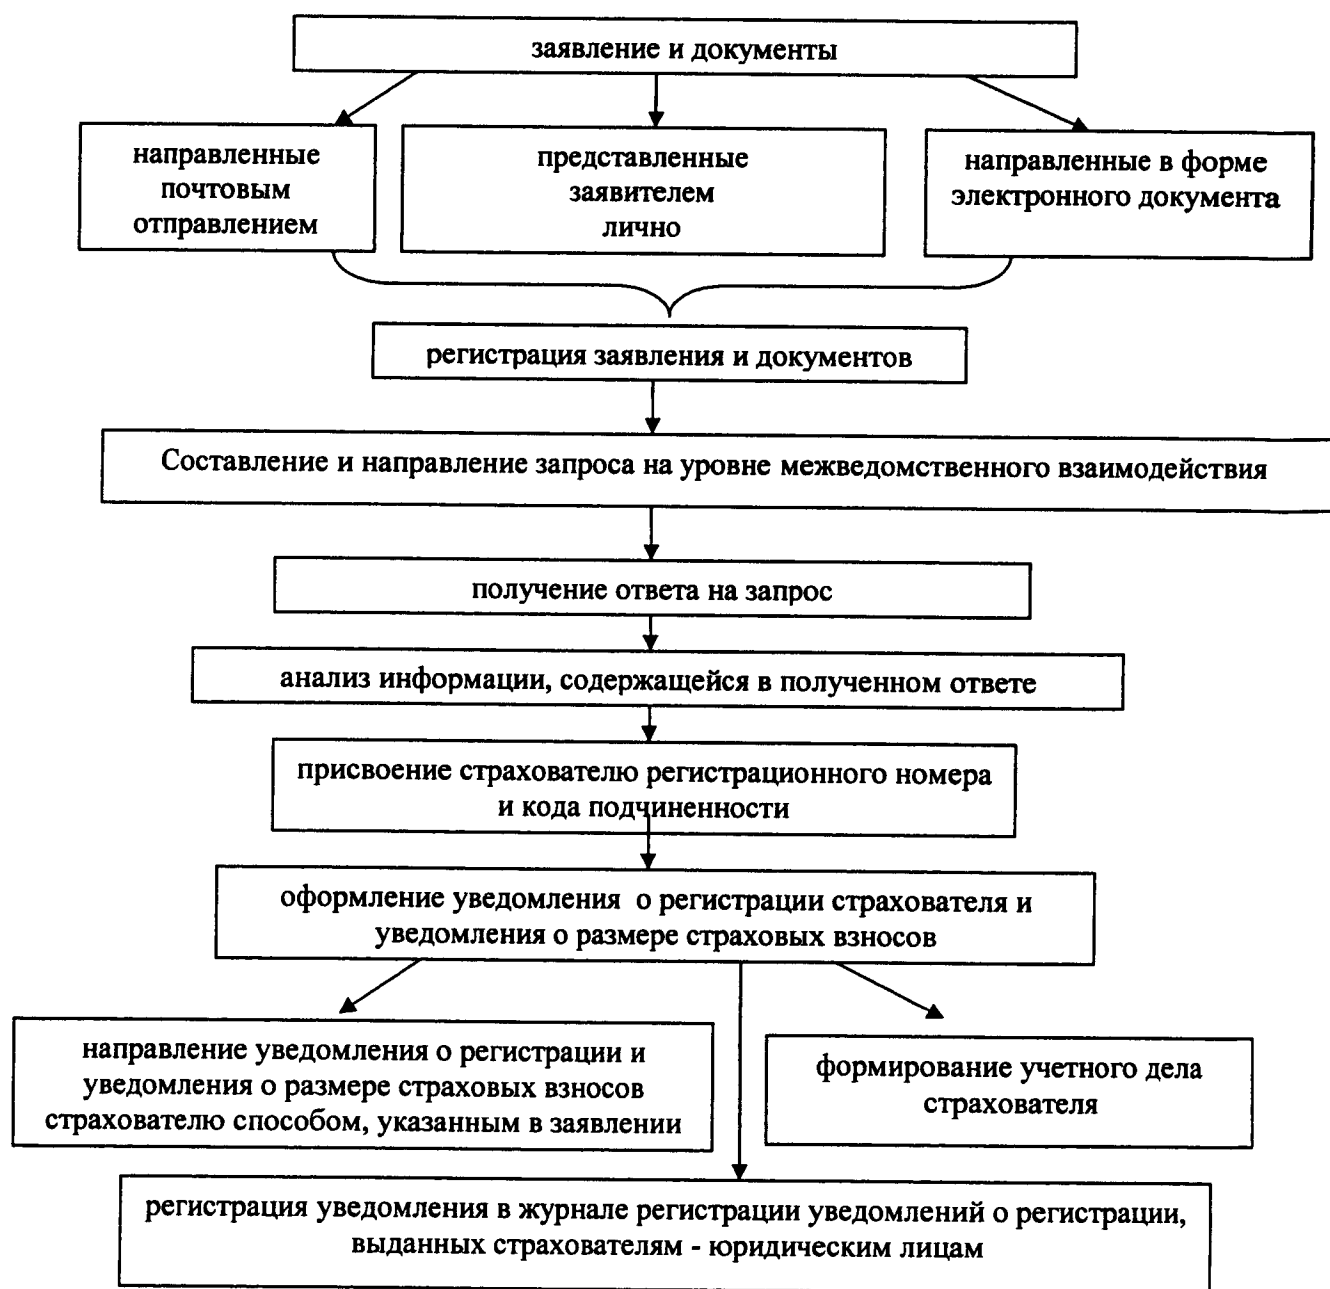 заявление и документы
направленные
почтовым
отправлением
представленные
заявителем
лично
направленные в форме
электронного документа
регистрация заявления и документов
Составление и направление запроса на уровне межведомственного взаимодействия
получение ответа на запрос
анализ информации, содержащейся в полученном ответе
присвоение страхователю регистрационного номера
и кода подчиненности
оформление уведомления о регистрации страхователя и
уведомления о размере страховых взносов
направление уведомления о регистрации и
уведомления о размере страховых взносов
страхователю способом, указанным в заявлении
формирование учетного дела
страхователя
регистрация уведомления в журнале регистрации уведомлений о регистрации,
выданных страхователям - юридическим лицам